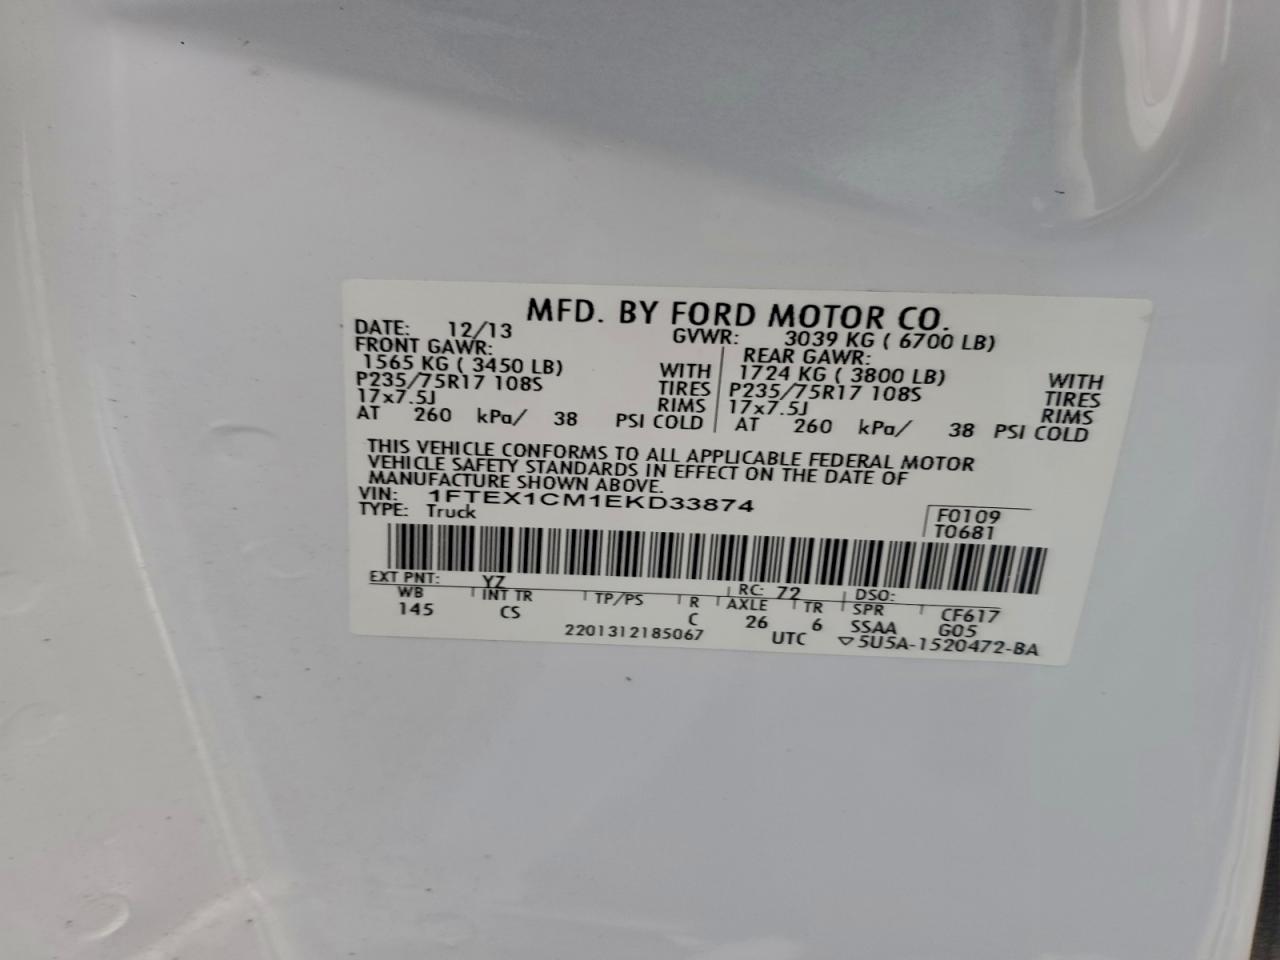 MFD. BY FORD MOTOR CO.
DATE: 12/13 GVWR: 3039 KG ( 6700 LB)
FRONT GAWR: REAR GAWR:
1565 KG ( 3450 LB) WITH 1724 KG ( 3800 LB) WITH
P235/75R17 108S TIRES P235/75R17 108S TIRES
17x7.5J RIMS 17x7.5J RIMS
AT 260 kPa/ 38 PSI COLD AT 260 kPa/ 38 PSI COLD
THIS VEHICLE CONFORMS TO ALL APPLICABLE FEDERAL MOTOR
VEHICLE SAFETY STANDARDS IN EFFECT ON THE DATE OF
MANUFACTURE SHOWN ABOVE.
VIN: 1FTEX1CM1EKD33874 F0109
TYPE: Truck T0681
EXT PNT: YZ RC: 72 DSO:
WB INT TR TP/PS R AXLE TR SPR CF617
145 CS C 26 6 SSAA G05
2201312185067 UTC ▽5U5A-1520472-BA